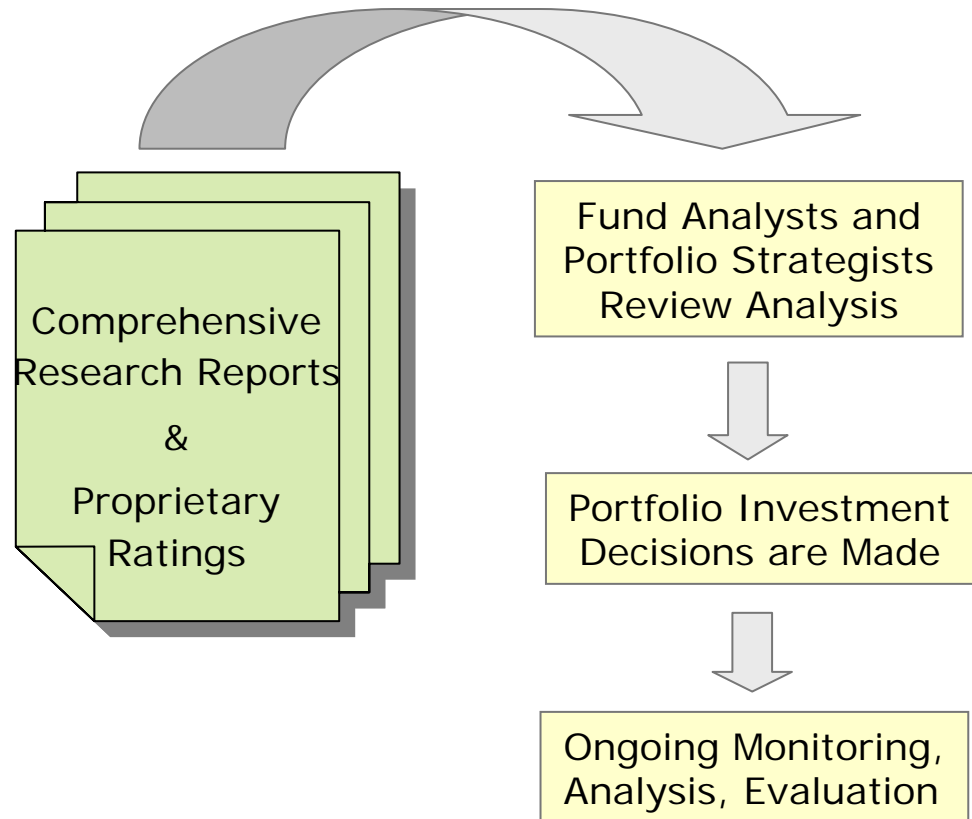 Comprehensive
Research Reports
&
Proprietary
Ratings
Fund Analysts and
Portfolio Strategists
Review Analysis
Portfolio Investment
Decisions are Made
Ongoing Monitoring,
Analysis, Evaluation